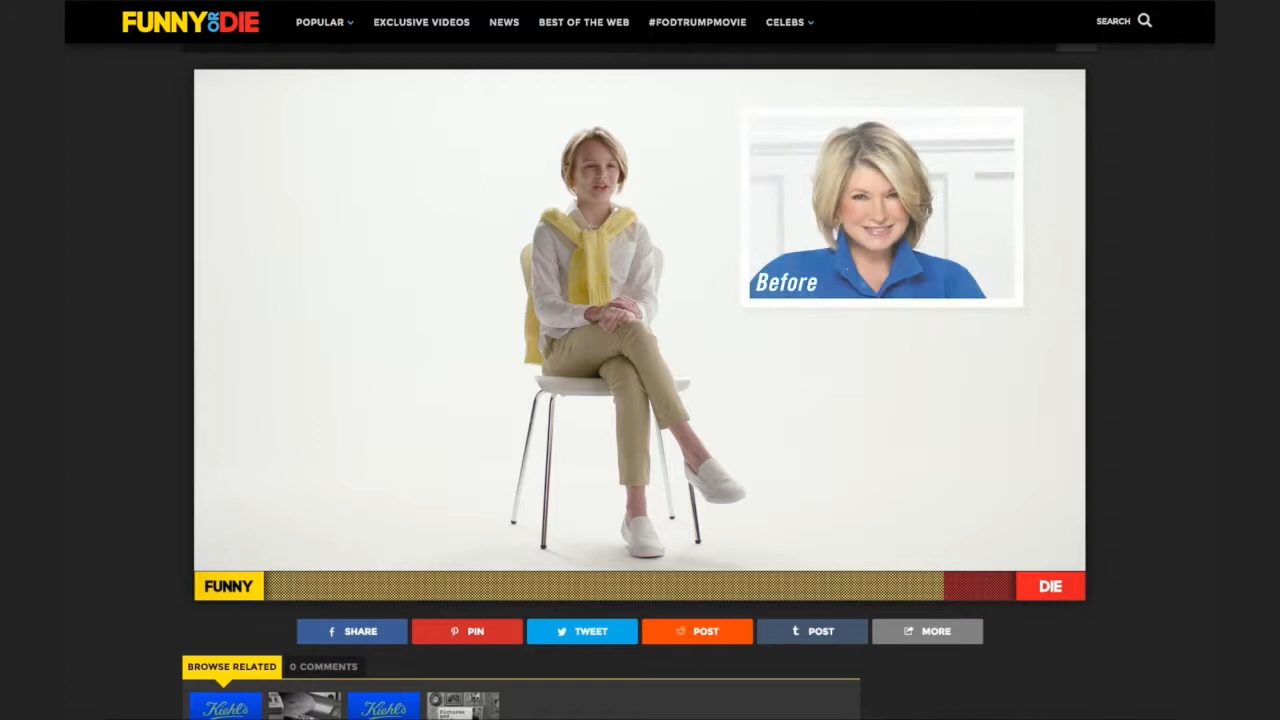 FUNNY OR DIE
POPULAR
EXCLUSIVE VIDEOS
NEWS
BEST OF THE WEB
#FODTRUMPMOVIE
CELEBS
SEARCH
Before
FUNNY
DIE
SHARE
PIN
TWEET
POST
POST
MORE
BROWSE RELATED
0 COMMENTS
Kiehl's
Kiehl's